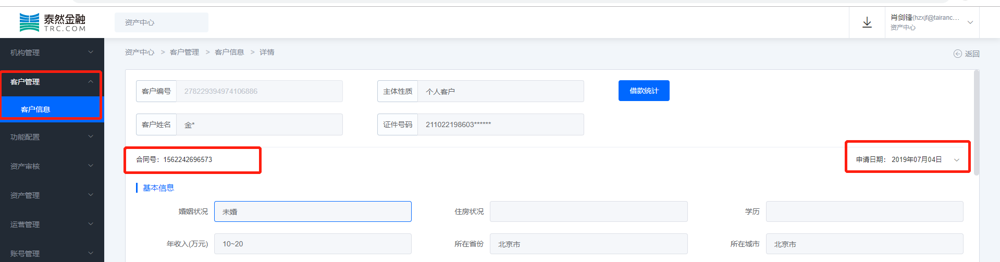 泰然金融
TRC.COM
资产中心
肖剑锋(hzxjf@tairanc...
资产中心
机构管理
客户管理
客户信息
功能配置
资产审核
资产管理
运营管理
账号管理
资产中心 > 客户管理 > 客户信息 > 详情
返回
客户编号 278229394974106886
主体性质 个人客户
借款统计
客户姓名 金*
证件号码 211022198603******
合同号：1562242696573
申请日期： 2019年07月04日
基本信息
婚姻状况 未婚
住房状况
学历
年收入(万元) 10~20
所在省份 北京市
所在城市 北京市